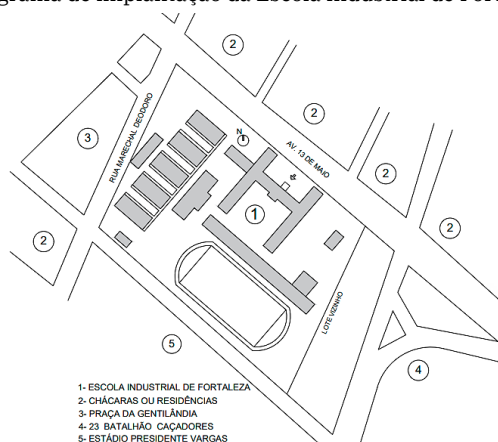 grama de implantação da Escola Industrial de For
2
2
3
RUA MARECHAL DEODORO
N
AV. 13 DE MAIO
2
1
2
2
LOTE VIZINHO
5
4
1- ESCOLA INDUSTRIAL DE FORTALEZA
2- CHÁCARAS OU RESIDÊNCIAS
3- PRAÇA DA GENTILÂNDIA
4- 23 BATALHÃO CAÇADORES
5- ESTÁDIO PRESIDENTE VARGAS